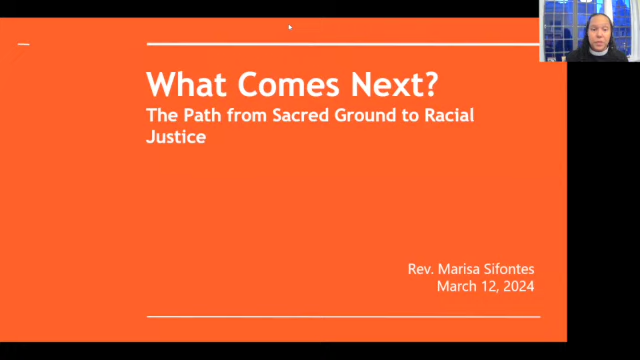 What Comes Next?
The Path from Sacred Ground to Racial
Justice
Rev. Marisa Sifontes
March 12, 2024